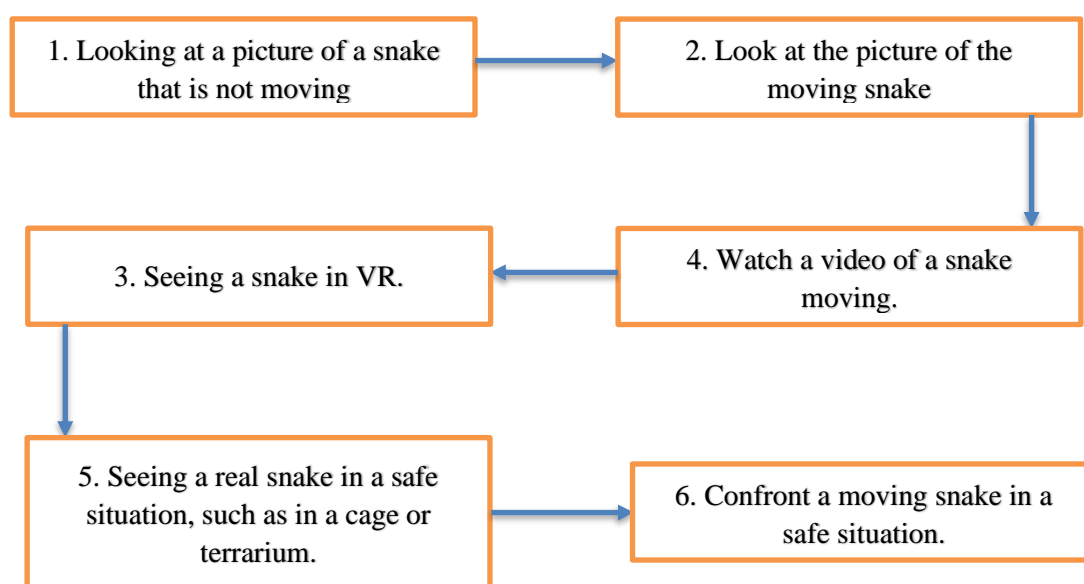 1. Looking at a picture of a snake
that is not moving
2. Look at the picture of the
moving snake
3. Seeing a snake in VR.
4. Watch a video of a snake
moving.
5. Seeing a real snake in a safe
situation, such as in a cage or
terrarium.
6. Confront a moving snake in a
safe situation.